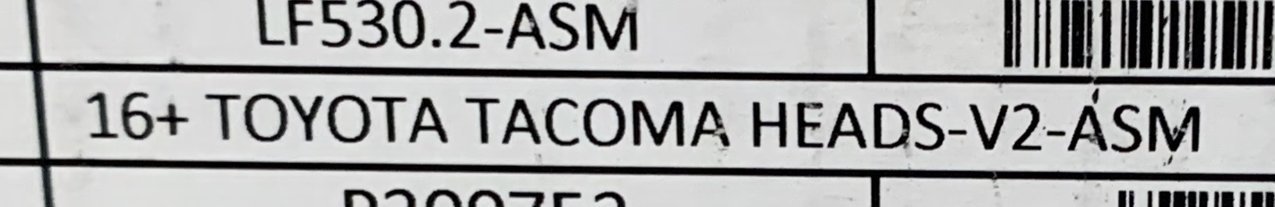 LF530.2-ASM
16+ TOYOTA TACOMA HEADS-V2-ASM